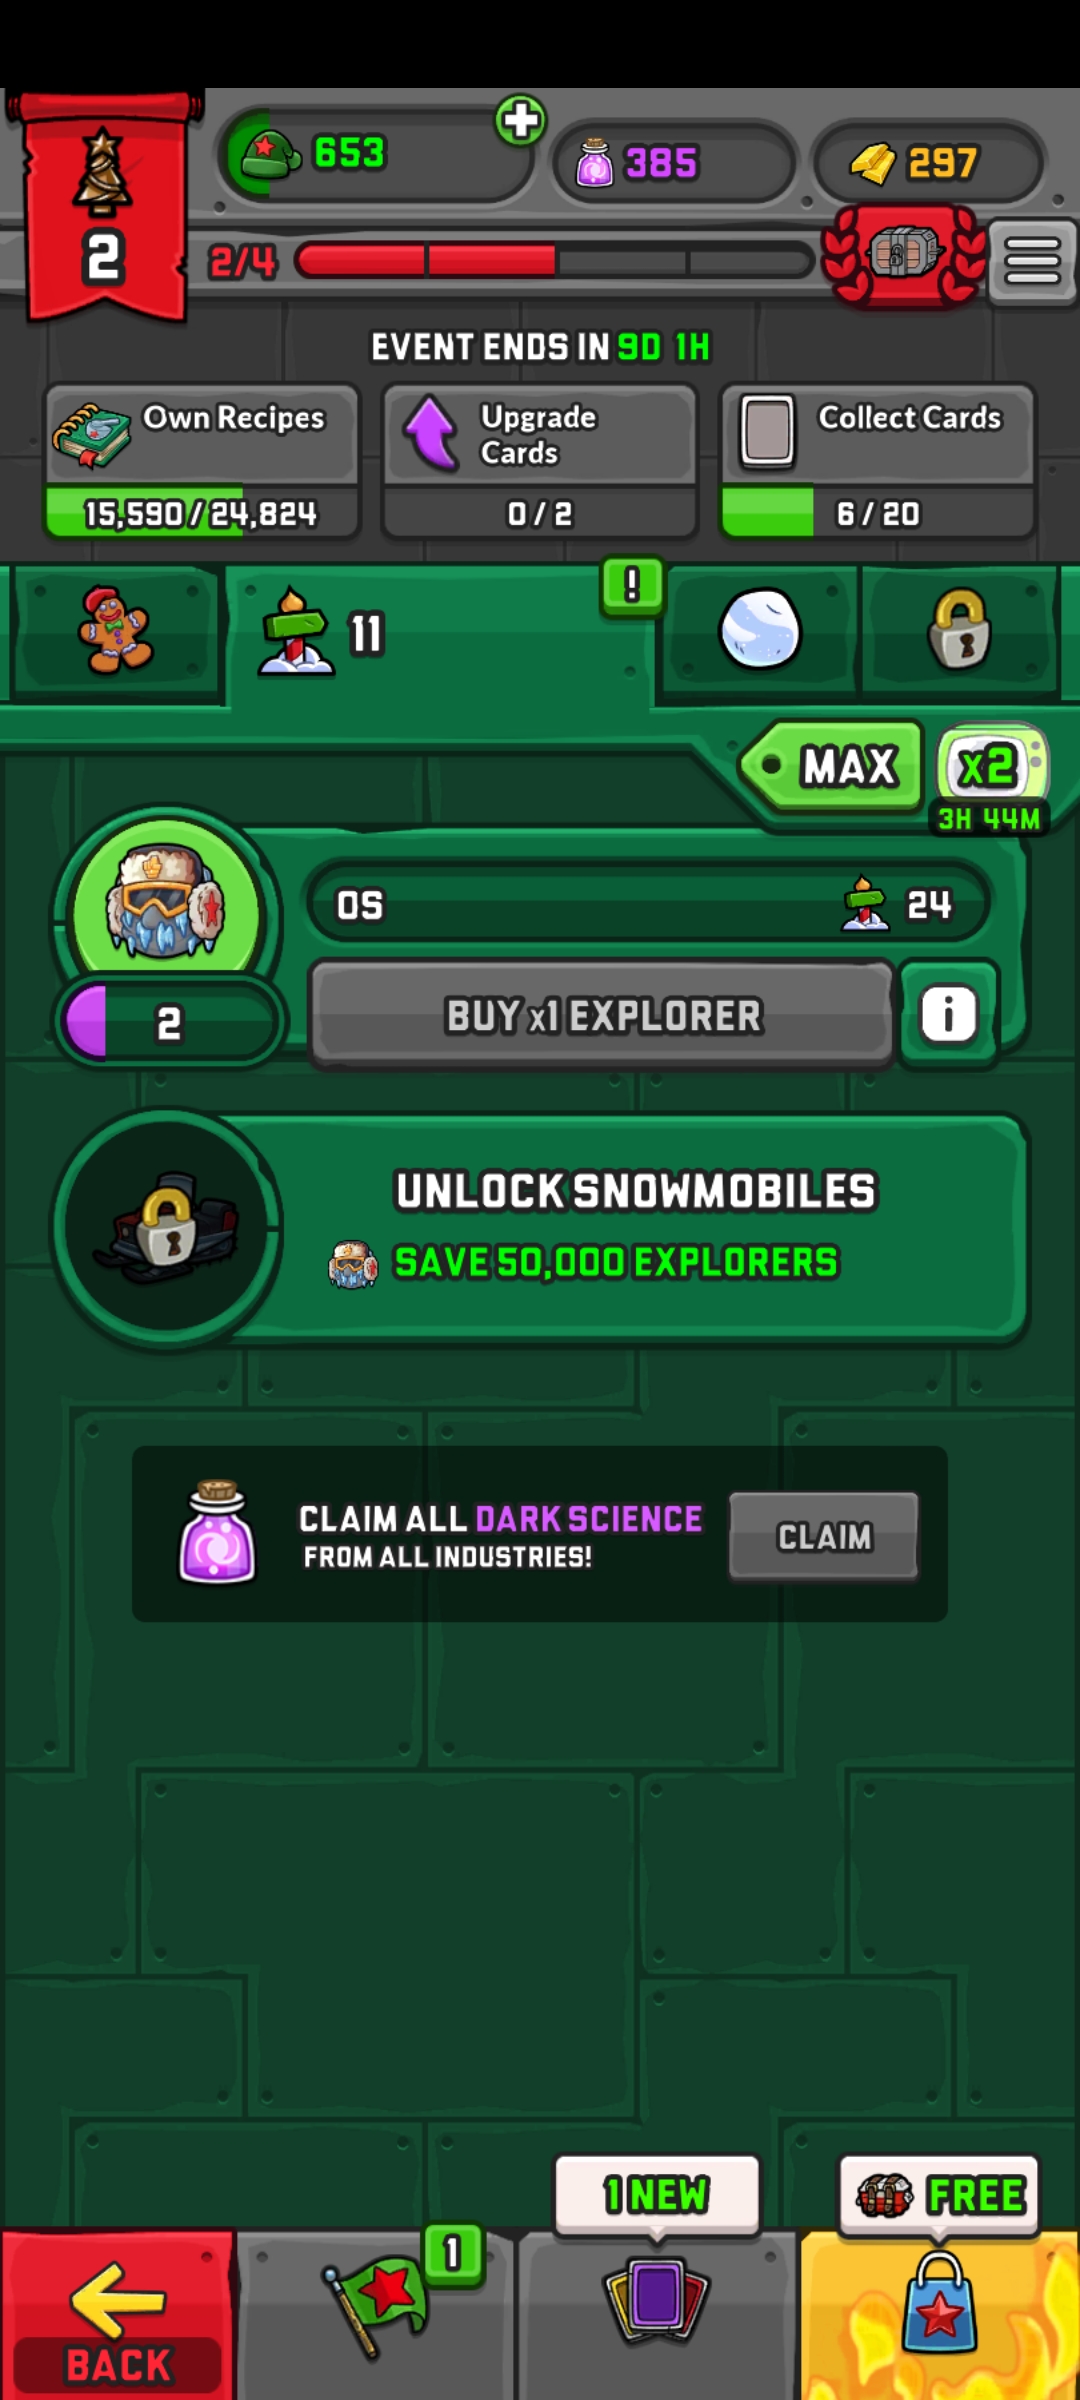 653
385
297
2
2/4
EVENT ENDS IN 9D 1H
Own Recipes
15,590/24,824
Upgrade
Cards
0/2
Collect Cards
6/20
11
!
MAX
x2
3H 44M
0S
24
2
BUY x1 EXPLORER
i
UNLOCK SNOWMOBILES
SAVE 50,000 EXPLORERS
CLAIM ALL DARK SCIENCE
FROM ALL INDUSTRIES!
CLAIM
1 NEW
FREE
1
BACK